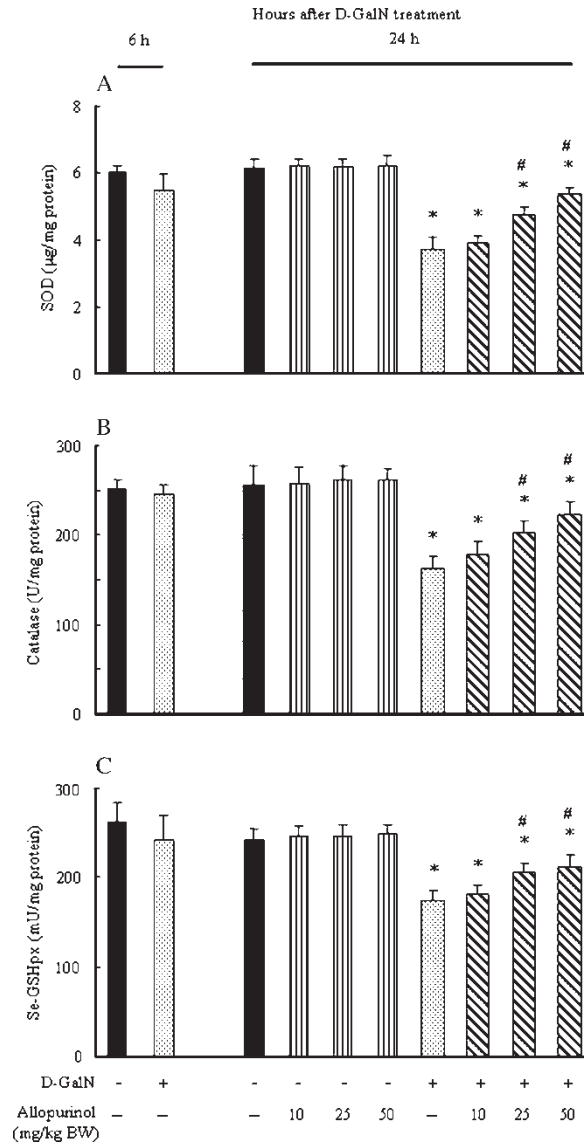 Hours after D-GalN treatment
6 h 24 h
A
8
6
4
2
0
SOD (µg/mg protein)
* * # * # *
B
300
200
100
0
Catalase (U/mg protein)
* * # * # *
C
300
200
100
0
Se-GSHpx (mU/mg protein)
* * # * # *
D-GalN - + - - - - + + + +
Allopurinol – – – 10 25 50 – 10 25 50
(mg/kg BW)